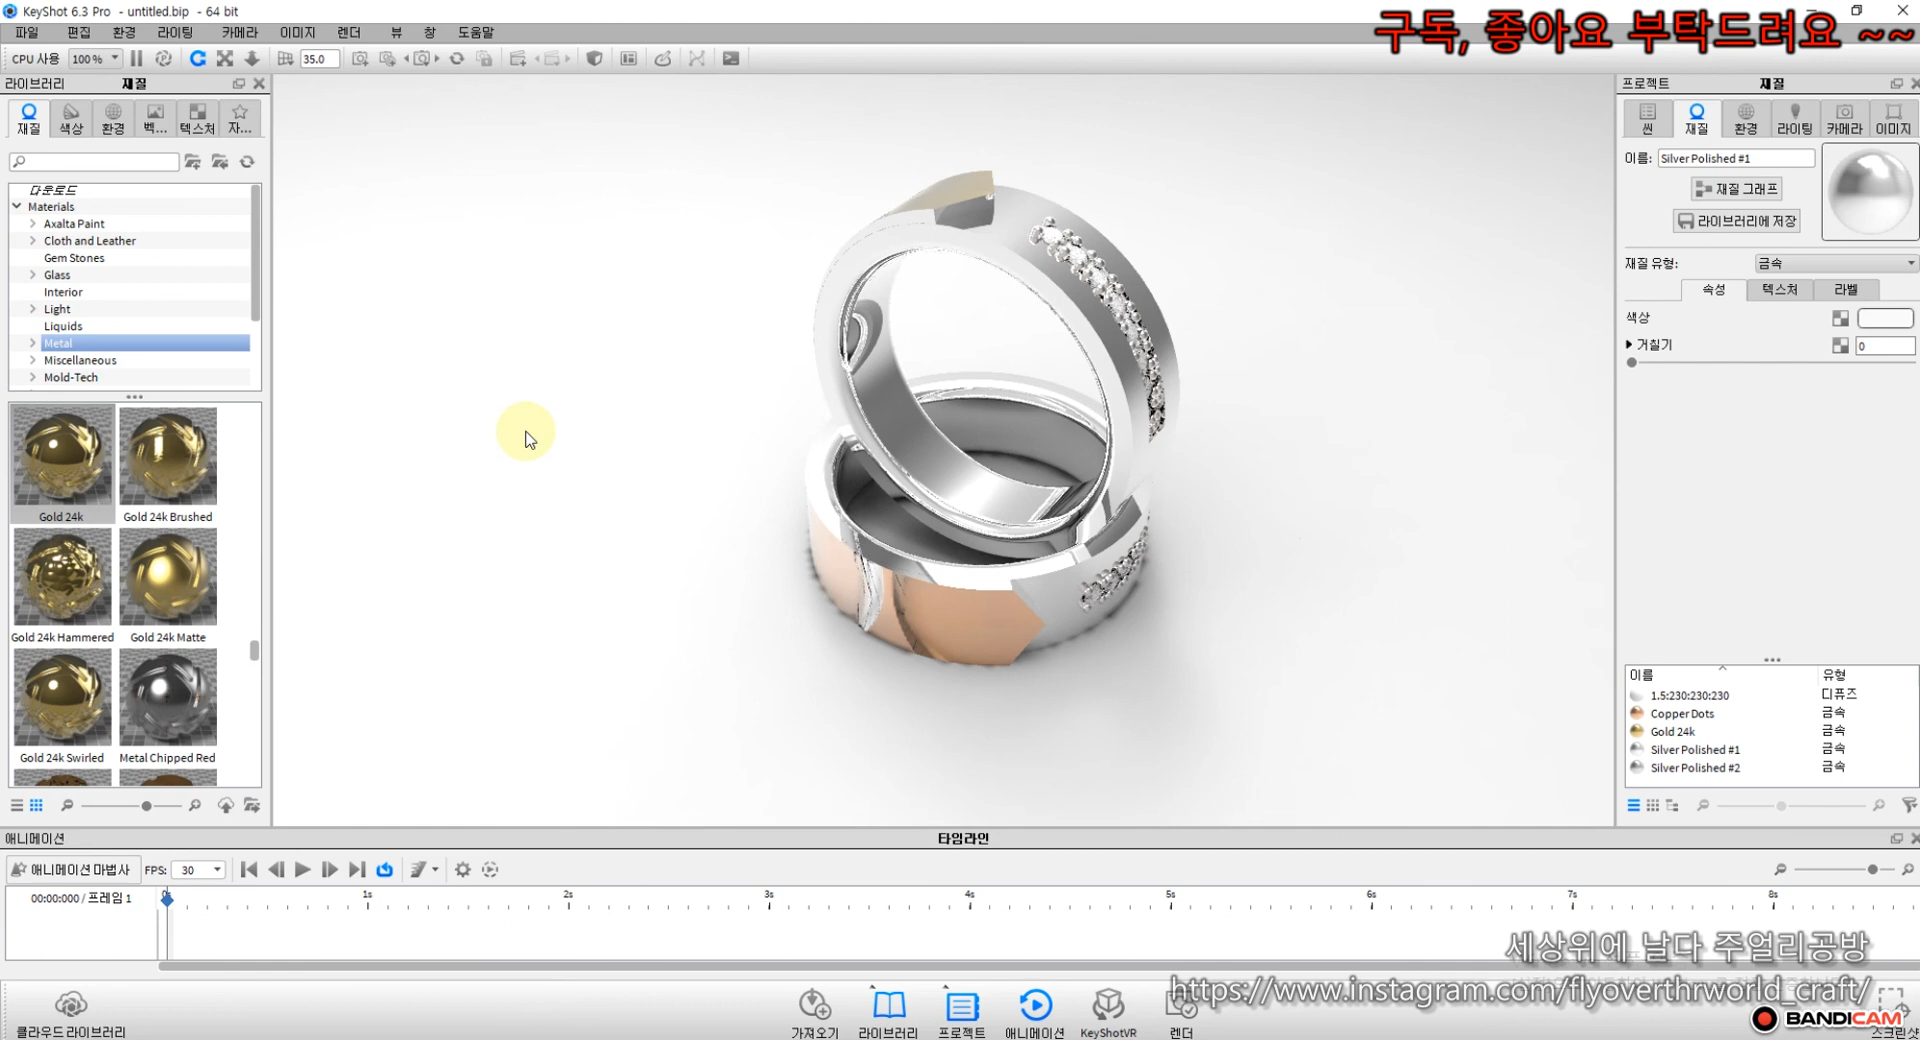 KeyShot 6.3 Pro - untitled.bip - 64 bit
파일 편집 환경 라이팅 카메라 이미지 렌더 뷰 창 도움말
구독, 좋아요 부탁드려요 ~~
CPU 사용 100 % 35.0
라이브러리 재질
재질 색상 환경 벡... 텍스처 자...
다운로드
Materials
Axalta Paint
Cloth and Leather
Gem Stones
Glass
Interior
Light
Liquids
Metal
Miscellaneous
Mold-Tech
Gold 24k Gold 24k Brushed
Gold 24k Hammered Gold 24k Matte
Gold 24k Swirled Metal Chipped Red
프로젝트 재질
씬 재질 환경 라이팅 카메라 이미지
이름: Silver Polished #1
재질 그래프
라이브러리에 저장
재질 유형: 금속
속성 텍스처 라벨
색상
거칠기 0
이름 유형
1.5:230:230:230 디퓨즈
Copper Dots 금속
Gold 24k 금속
Silver Polished #1 금속
Silver Polished #2 금속
애니메이션 타임라인
애니메이션 마법사 FPS: 30
00:00:000 / 프레임 1 0s 1s 2s 3s 4s 5s 6s 7s 8s
세상위에 날다 주얼리공방
https://www.instagram.com/flyoverthrworld_craft/
클라우드 라이브러리 가져오기 라이브러리 프로젝트 애니메이션 KeyShotVR 렌더 스크린샷
BANDICAM